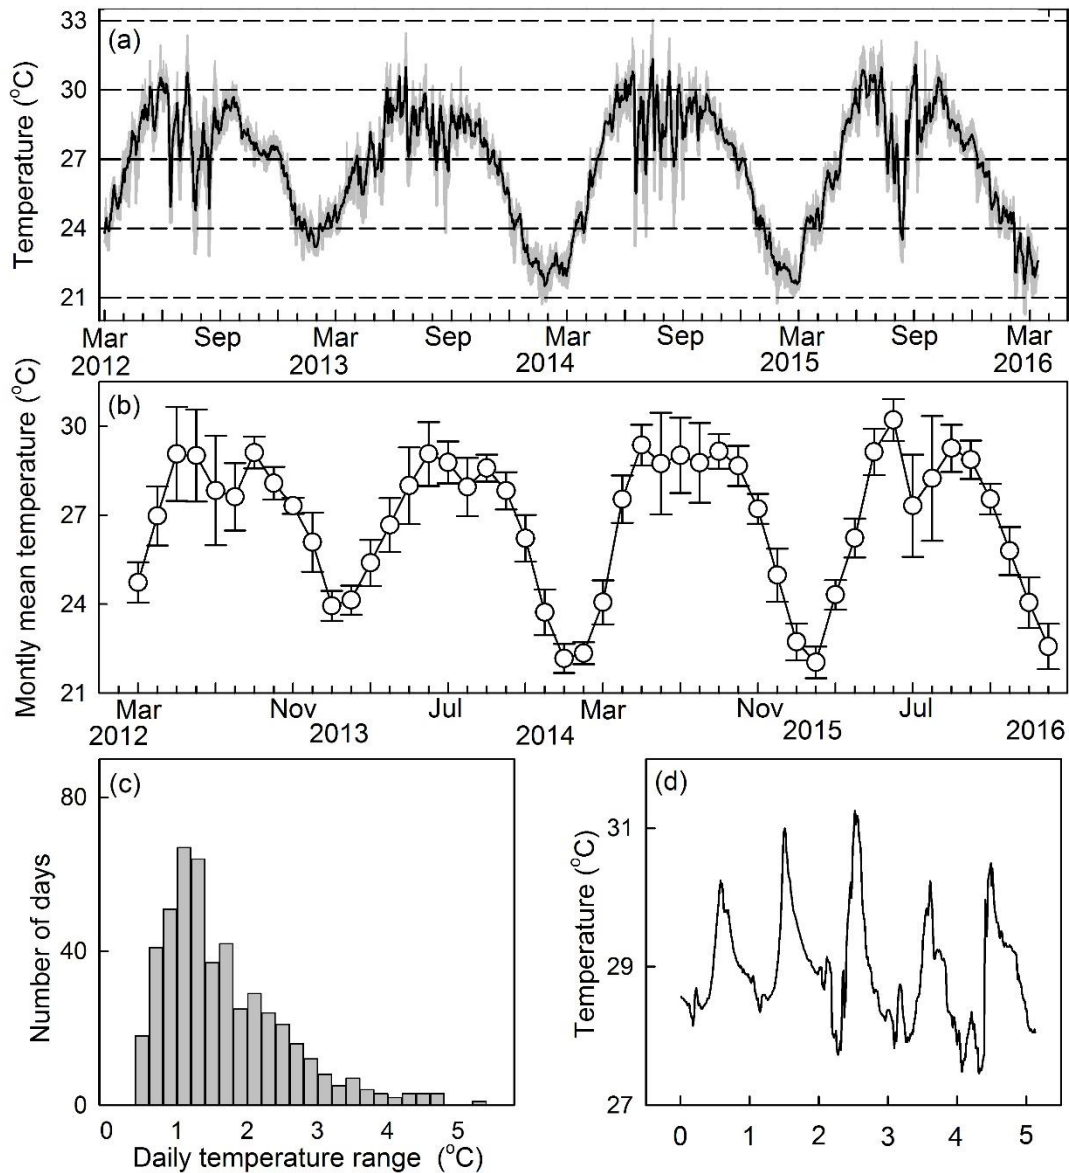 (a)
Temperature (°C)
33
30
27
24
21
Mar Sep Mar Sep Mar Sep Mar Sep Mar
2012 2013 2014 2015 2016
(b)
Montly mean temperature (°C)
30
27
24
21
Mar Nov Jul Mar Nov Jul
2012 2013 2014 2015 2016
(c)
Number of days
80
40
0
0 1 2 3 4 5
Daily temperature range (°C)
(d)
Temperature (°C)
31
29
27
0 1 2 3 4 5